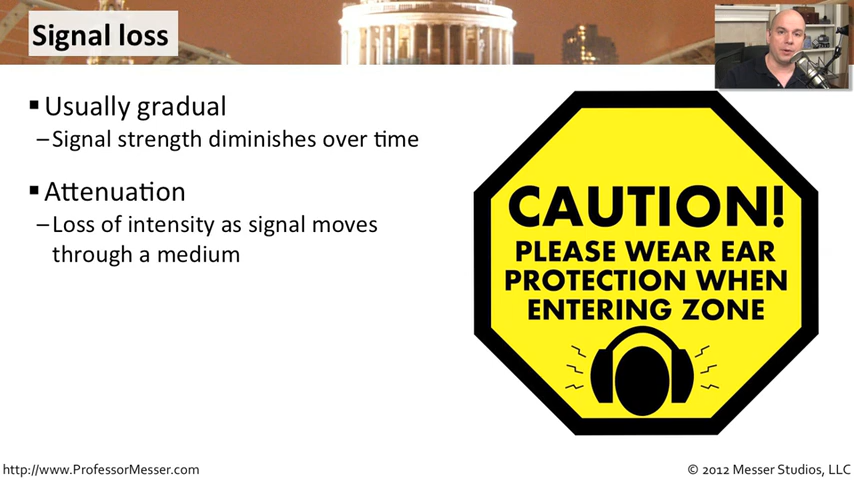 Signal loss
▪ Usually gradual
–Signal strength diminishes over time
▪ Attenuation
–Loss of intensity as signal moves
through a medium
CAUTION!
PLEASE WEAR EAR
PROTECTION WHEN
ENTERING ZONE
http://www.ProfessorMesser.com
© 2012 Messer Studios, LLC